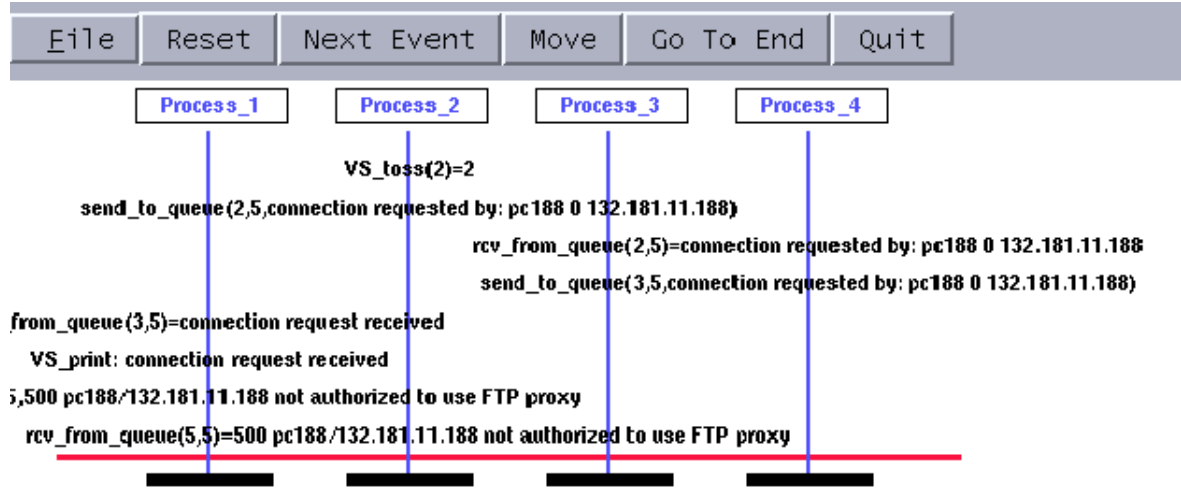 File Reset Next Event Move Go To End Quit
Process_1 Process_2 Process_3 Process_4
VS_toss(2)=2
send_to_queue(2,5,connection requested by: pc188 0 132.181.11.188)
rcv_from_queue(2,5)=connection requested by: pc188 0 132.181.11.188
send_to_queue(3,5,connection requested by: pc188 0 132.181.11.188)
_from_queue(3,5)=connection request received
VS_print: connection request received
5,500 pc188/132.181.11.188 not authorized to use FTP proxy
rcv_from_queue(5,5)=500 pc188/132.181.11.188 not authorized to use FTP proxy